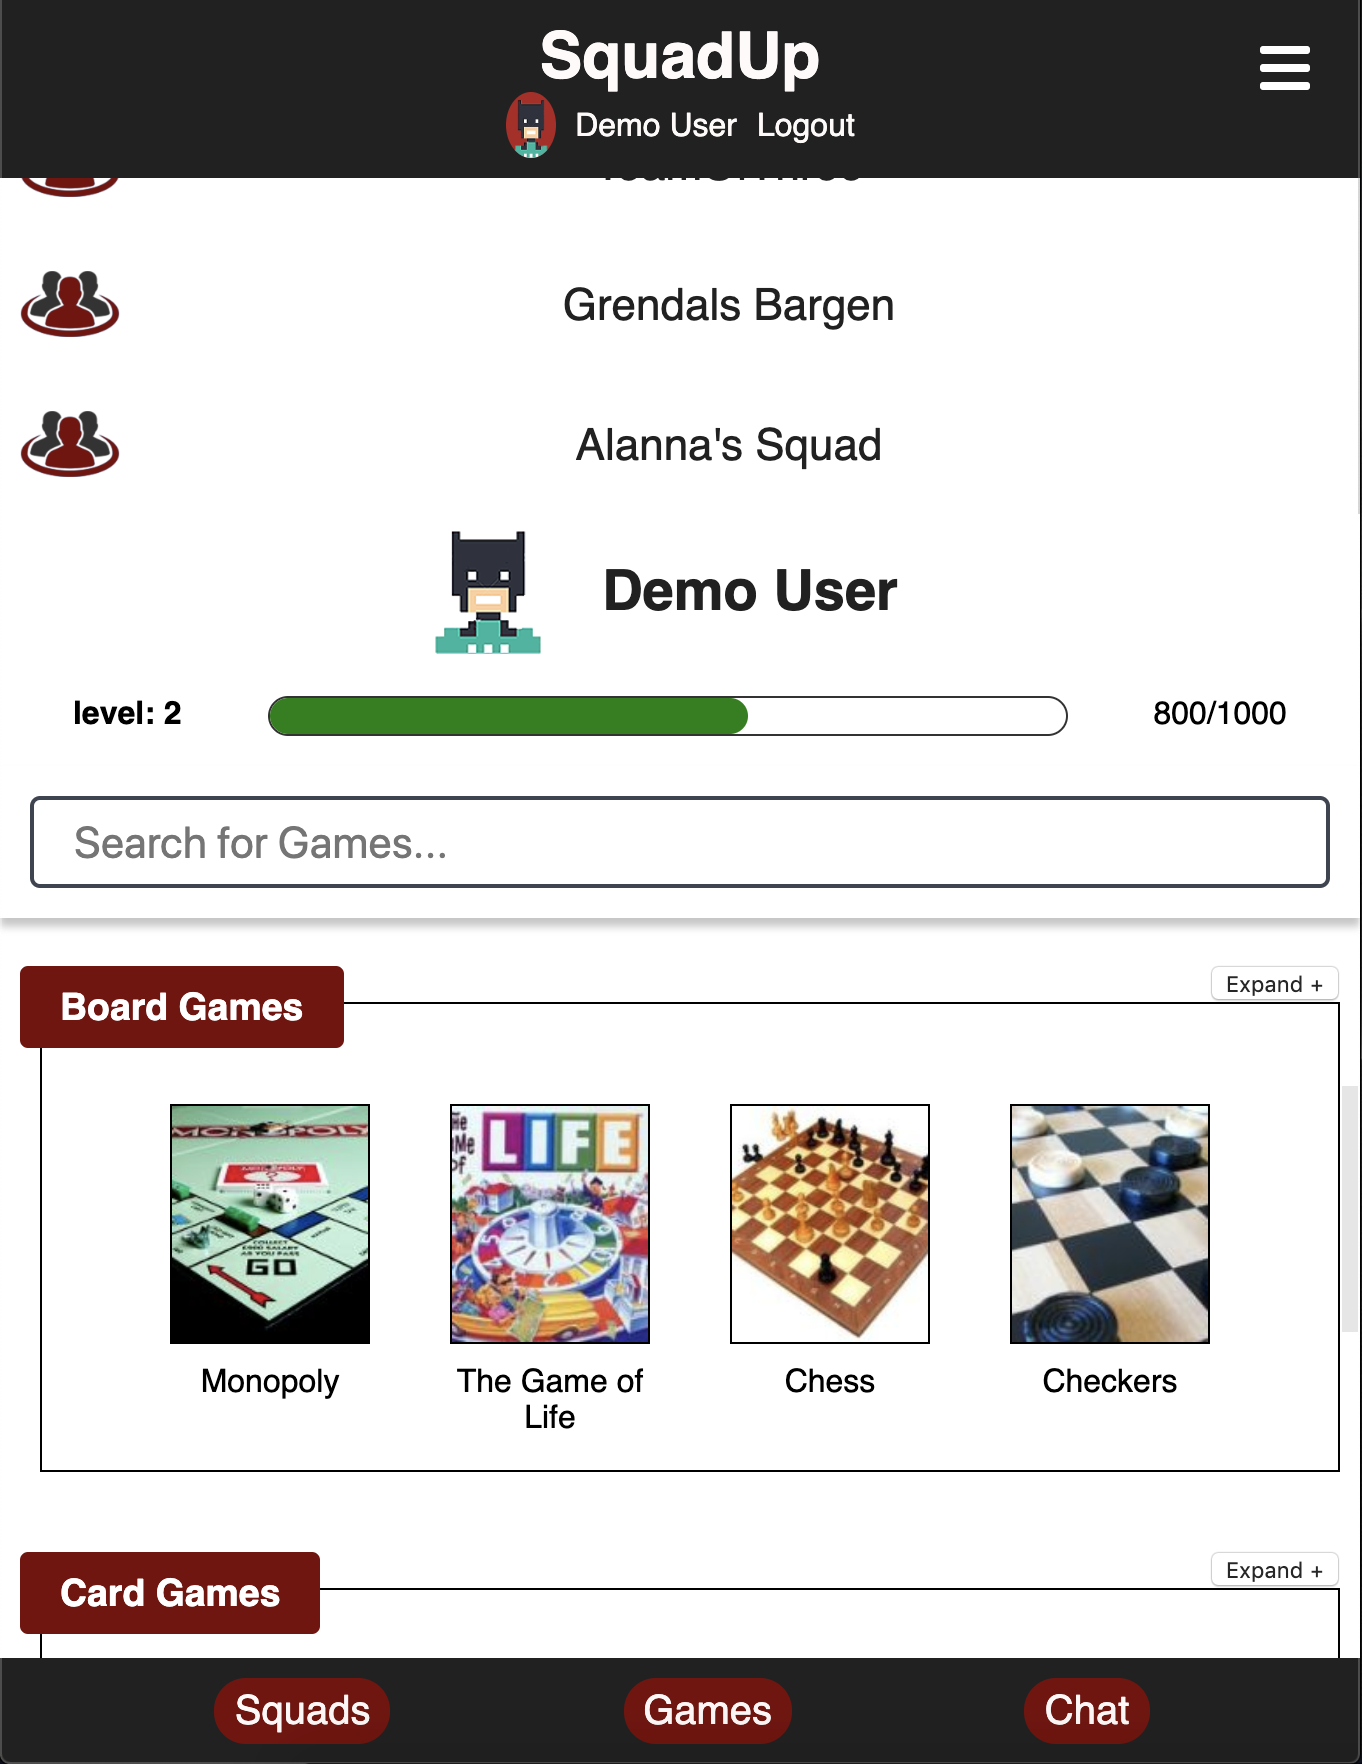 SquadUp
Demo User Logout
Grendals Bargen
Alanna's Squad
Demo User
level: 2
800/1000
Search for Games...
Board Games
Expand +
MONOPOLY
GO
LIFE
Monopoly
The Game of
Life
Chess
Checkers
Card Games
Expand +
Squads
Games
Chat